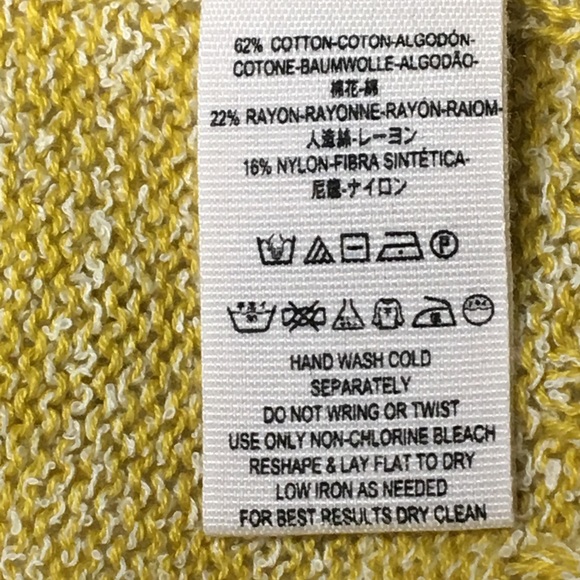 62% COTTON-COTON-ALGODÓN-
COTONE-BAUMWOLLE-ALGODÃO-
棉花-綿
22% RAYON-RAYONNE-RAYÓN-RAIOM-
人造絲-レーヨン
16% NYLON-FIBRA SINTÉTICA-
尼龍-ナイロン
P
HAND WASH COLD
SEPARATELY
DO NOT WRING OR TWIST
USE ONLY NON-CHLORINE BLEACH
RESHAPE & LAY FLAT TO DRY
LOW IRON AS NEEDED
FOR BEST RESULTS DRY CLEAN